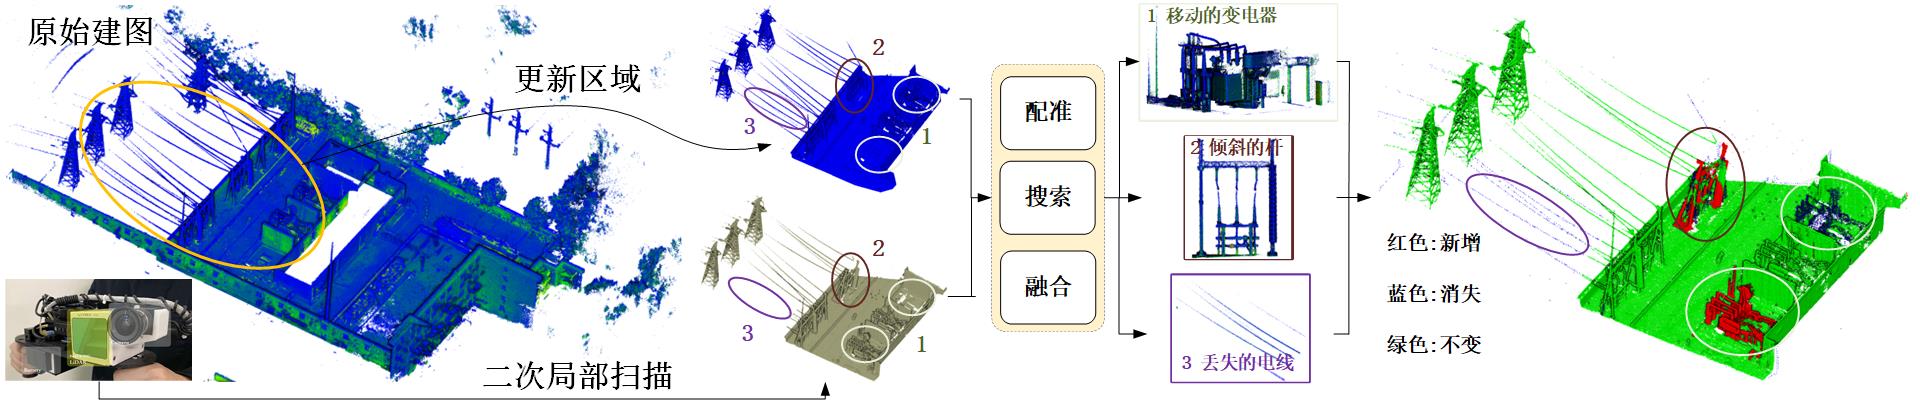 原始建图
更新区域
二次局部扫描
LiDAR
2
3
1
2
3
1
配准
搜索
融合
1 移动的变电器
2 倾斜的杆
3 丢失的电线
红色:新增
蓝色:消失
绿色:不变